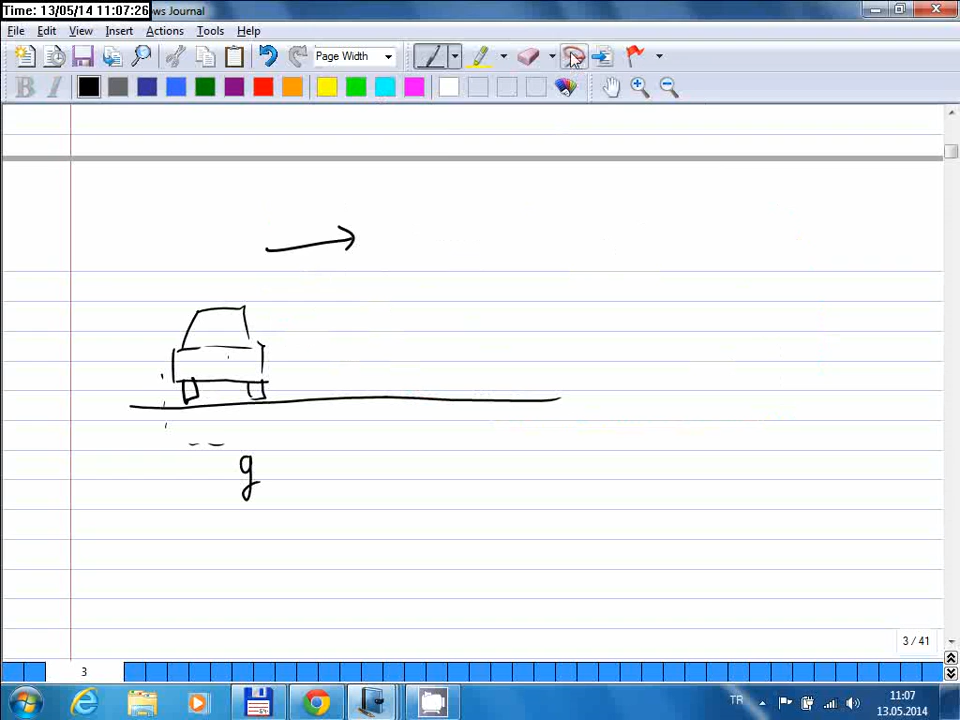 Time: 13/05/14 11:07:26
ows Journal
File Edit View Insert Actions Tools Help
Page Width
B I
g
3 / 41
3
TR
11:07
13.05.2014